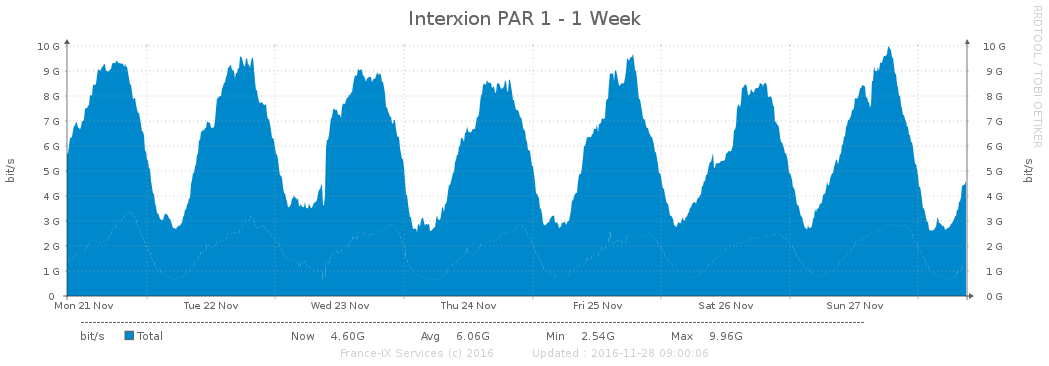 Interxion PAR 1 - 1 Week
RRDTOOL / TOBI OETIKER
bit/s
10 G 10 G
9 G 9 G
8 G 8 G
7 G 7 G
6 G 6 G
5 G 5 G
4 G 4 G
3 G 3 G
2 G 2 G
1 G 1 G
0 0 G
bit/s
Mon 21 Nov Tue 22 Nov Wed 23 Nov Thu 24 Nov Fri 25 Nov Sat 26 Nov Sun 27 Nov
bit/s Total Now 4.60G Avg 6.06G Min 2.54G Max 9.96G
France-IX Services (c) 2016 Updated : 2016-11-28 09:00:06